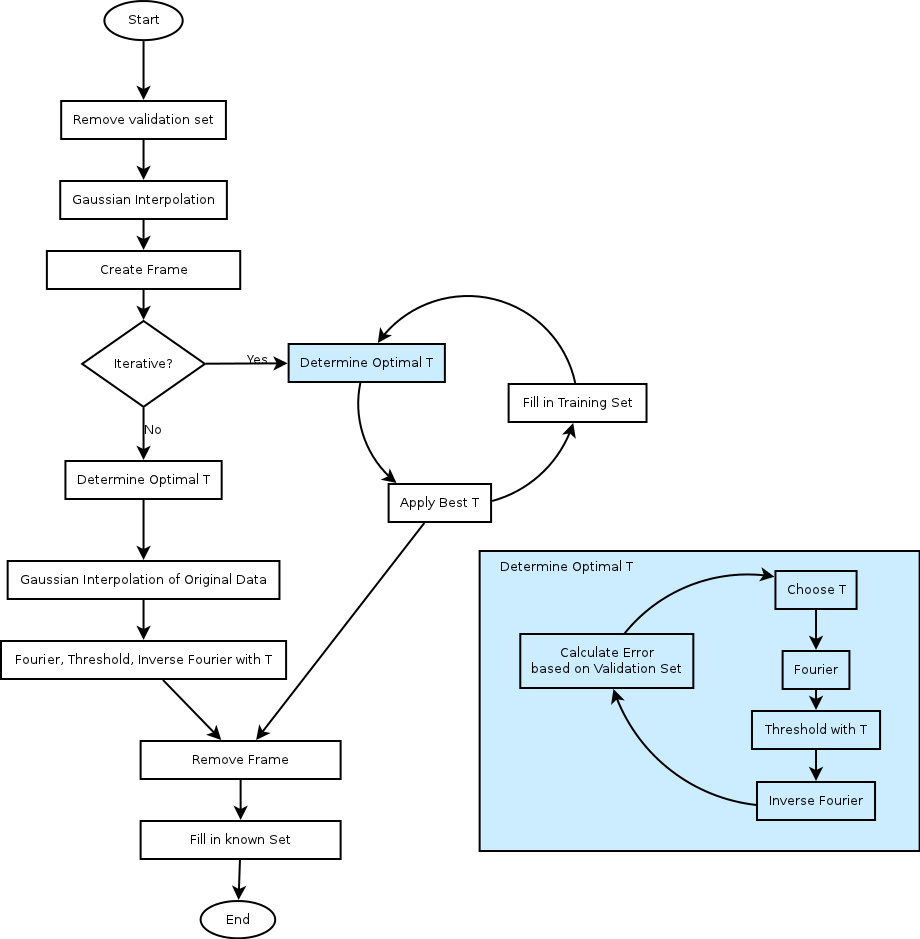 Start
Remove validation set
Gaussian Interpolation
Create Frame
Iterative?
Yes
No
Determine Optimal T
Fill in Training Set
Apply Best T
Determine Optimal T
Gaussian Interpolation of Original Data
Fourier, Threshold, Inverse Fourier with T
Remove Frame
Fill in known Set
End
Determine Optimal T
Choose T
Fourier
Threshold with T
Inverse Fourier
Calculate Error
based on Validation Set